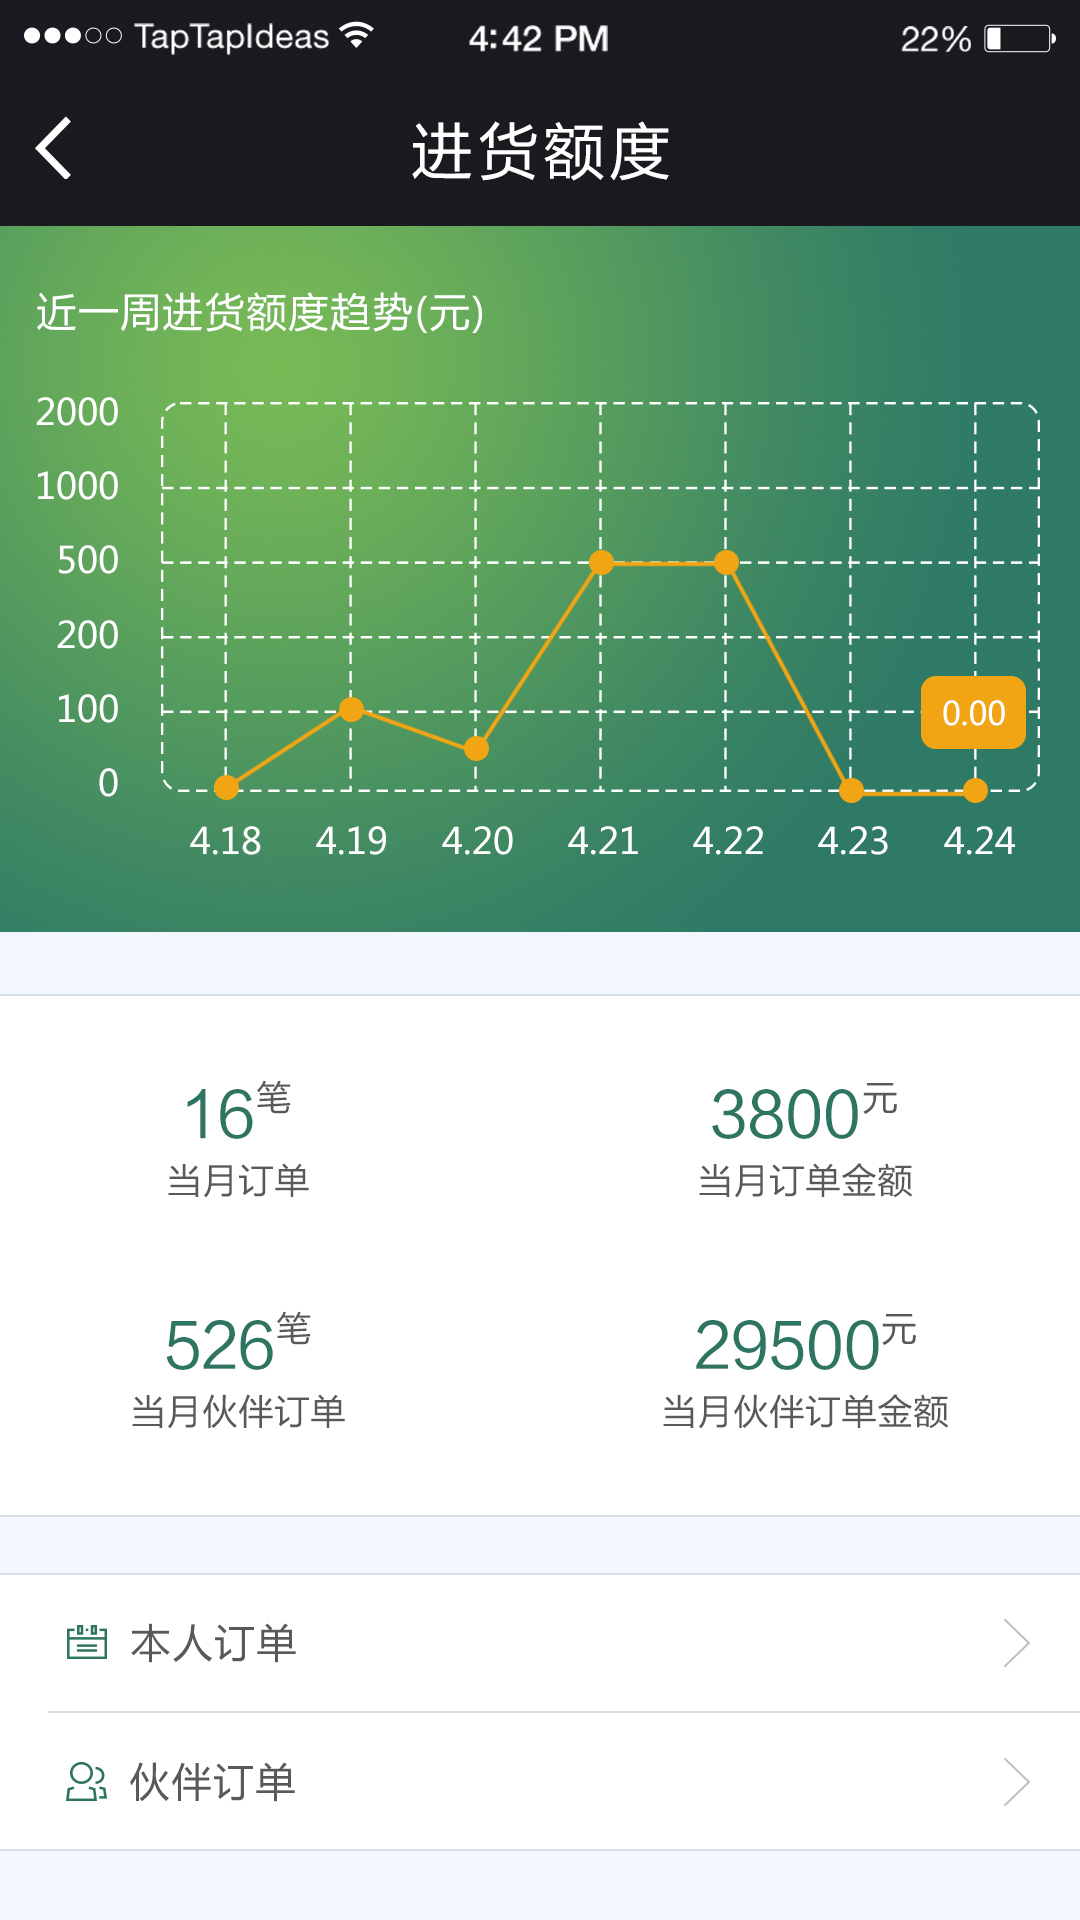 TapTapIdeas 4:42 PM 22%
进货额度
近一周进货额度趋势(元)
2000
1000
500
200
100
0
0.00
4.18 4.19 4.20 4.21 4.22 4.23 4.24
16笔 3800元
当月订单 当月订单金额
526笔 29500元
当月伙伴订单 当月伙伴订单金额
本人订单
伙伴订单